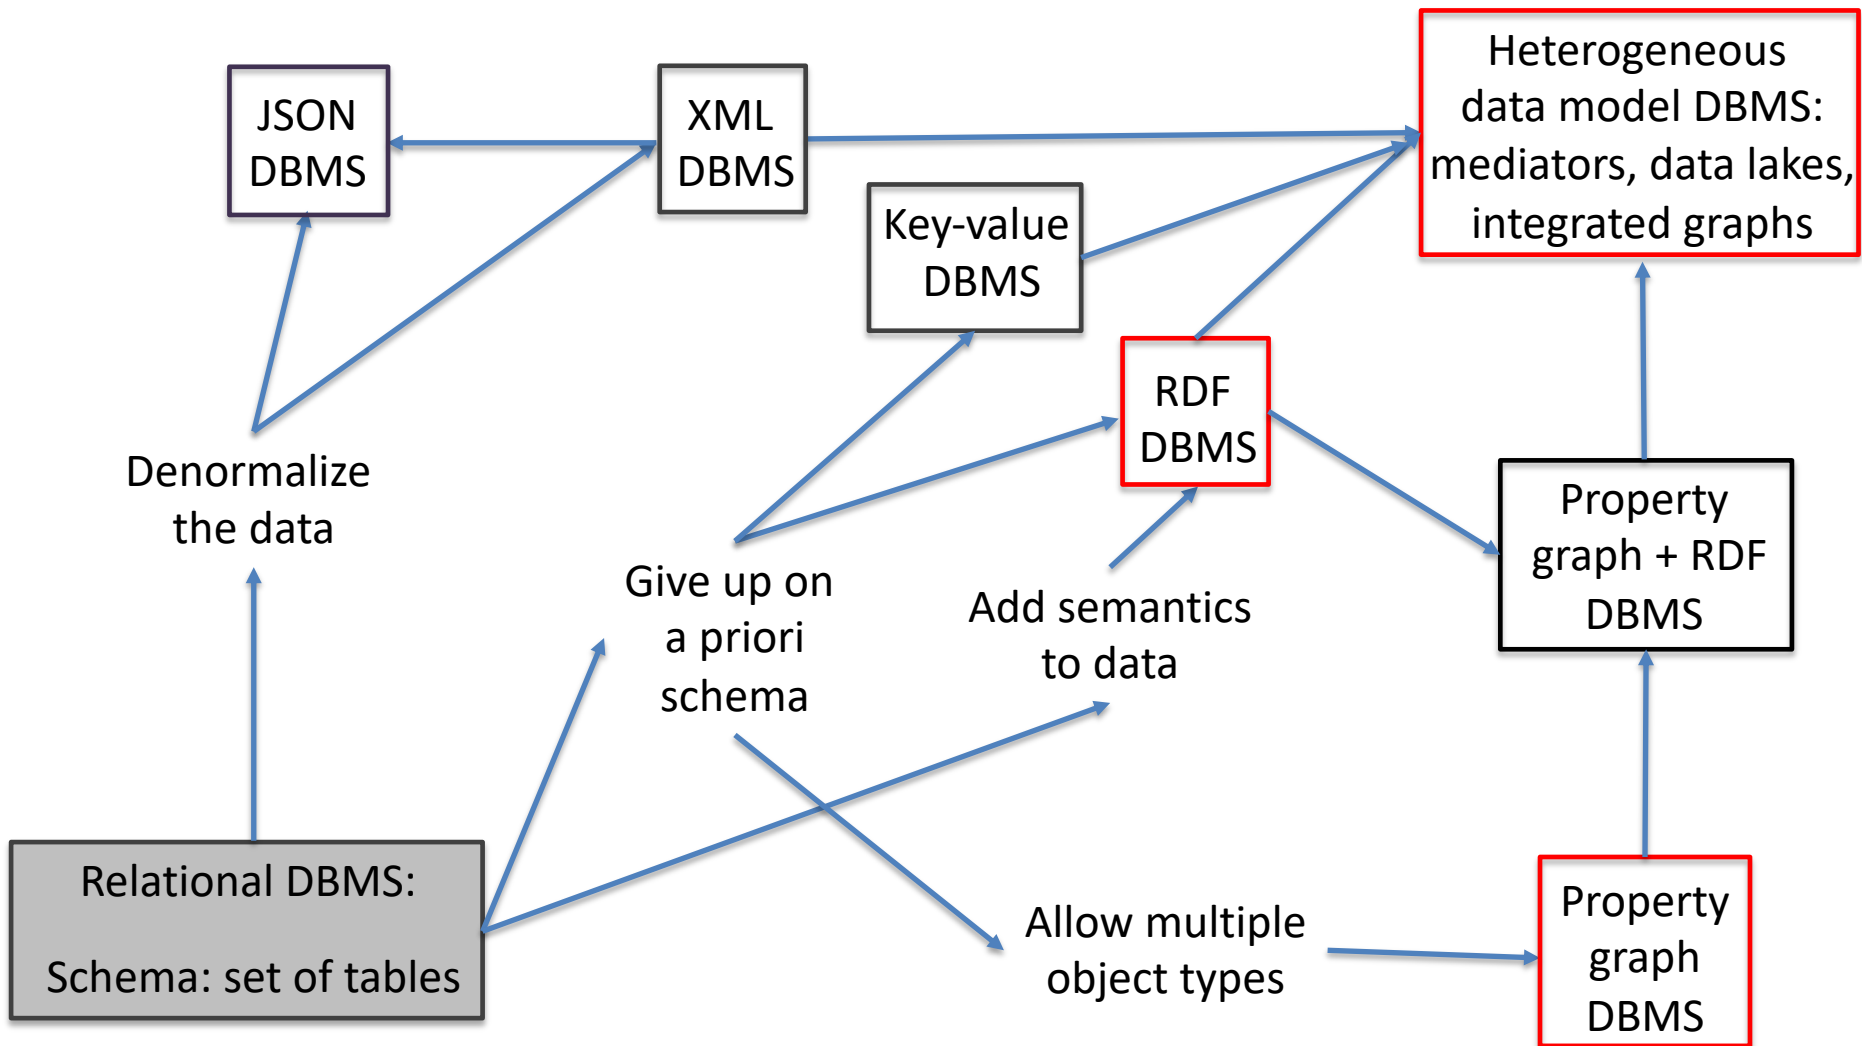 JSON
DBMS
XML
DBMS
Heterogeneous
data model DBMS:
mediators, data lakes,
integrated graphs
Key-value
DBMS
RDF
DBMS
Denormalize
the data
Give up on
a priori
schema
Add semantics
to data
Property
graph + RDF
DBMS
Relational DBMS:
Schema: set of tables
Allow multiple
object types
Property
graph
DBMS